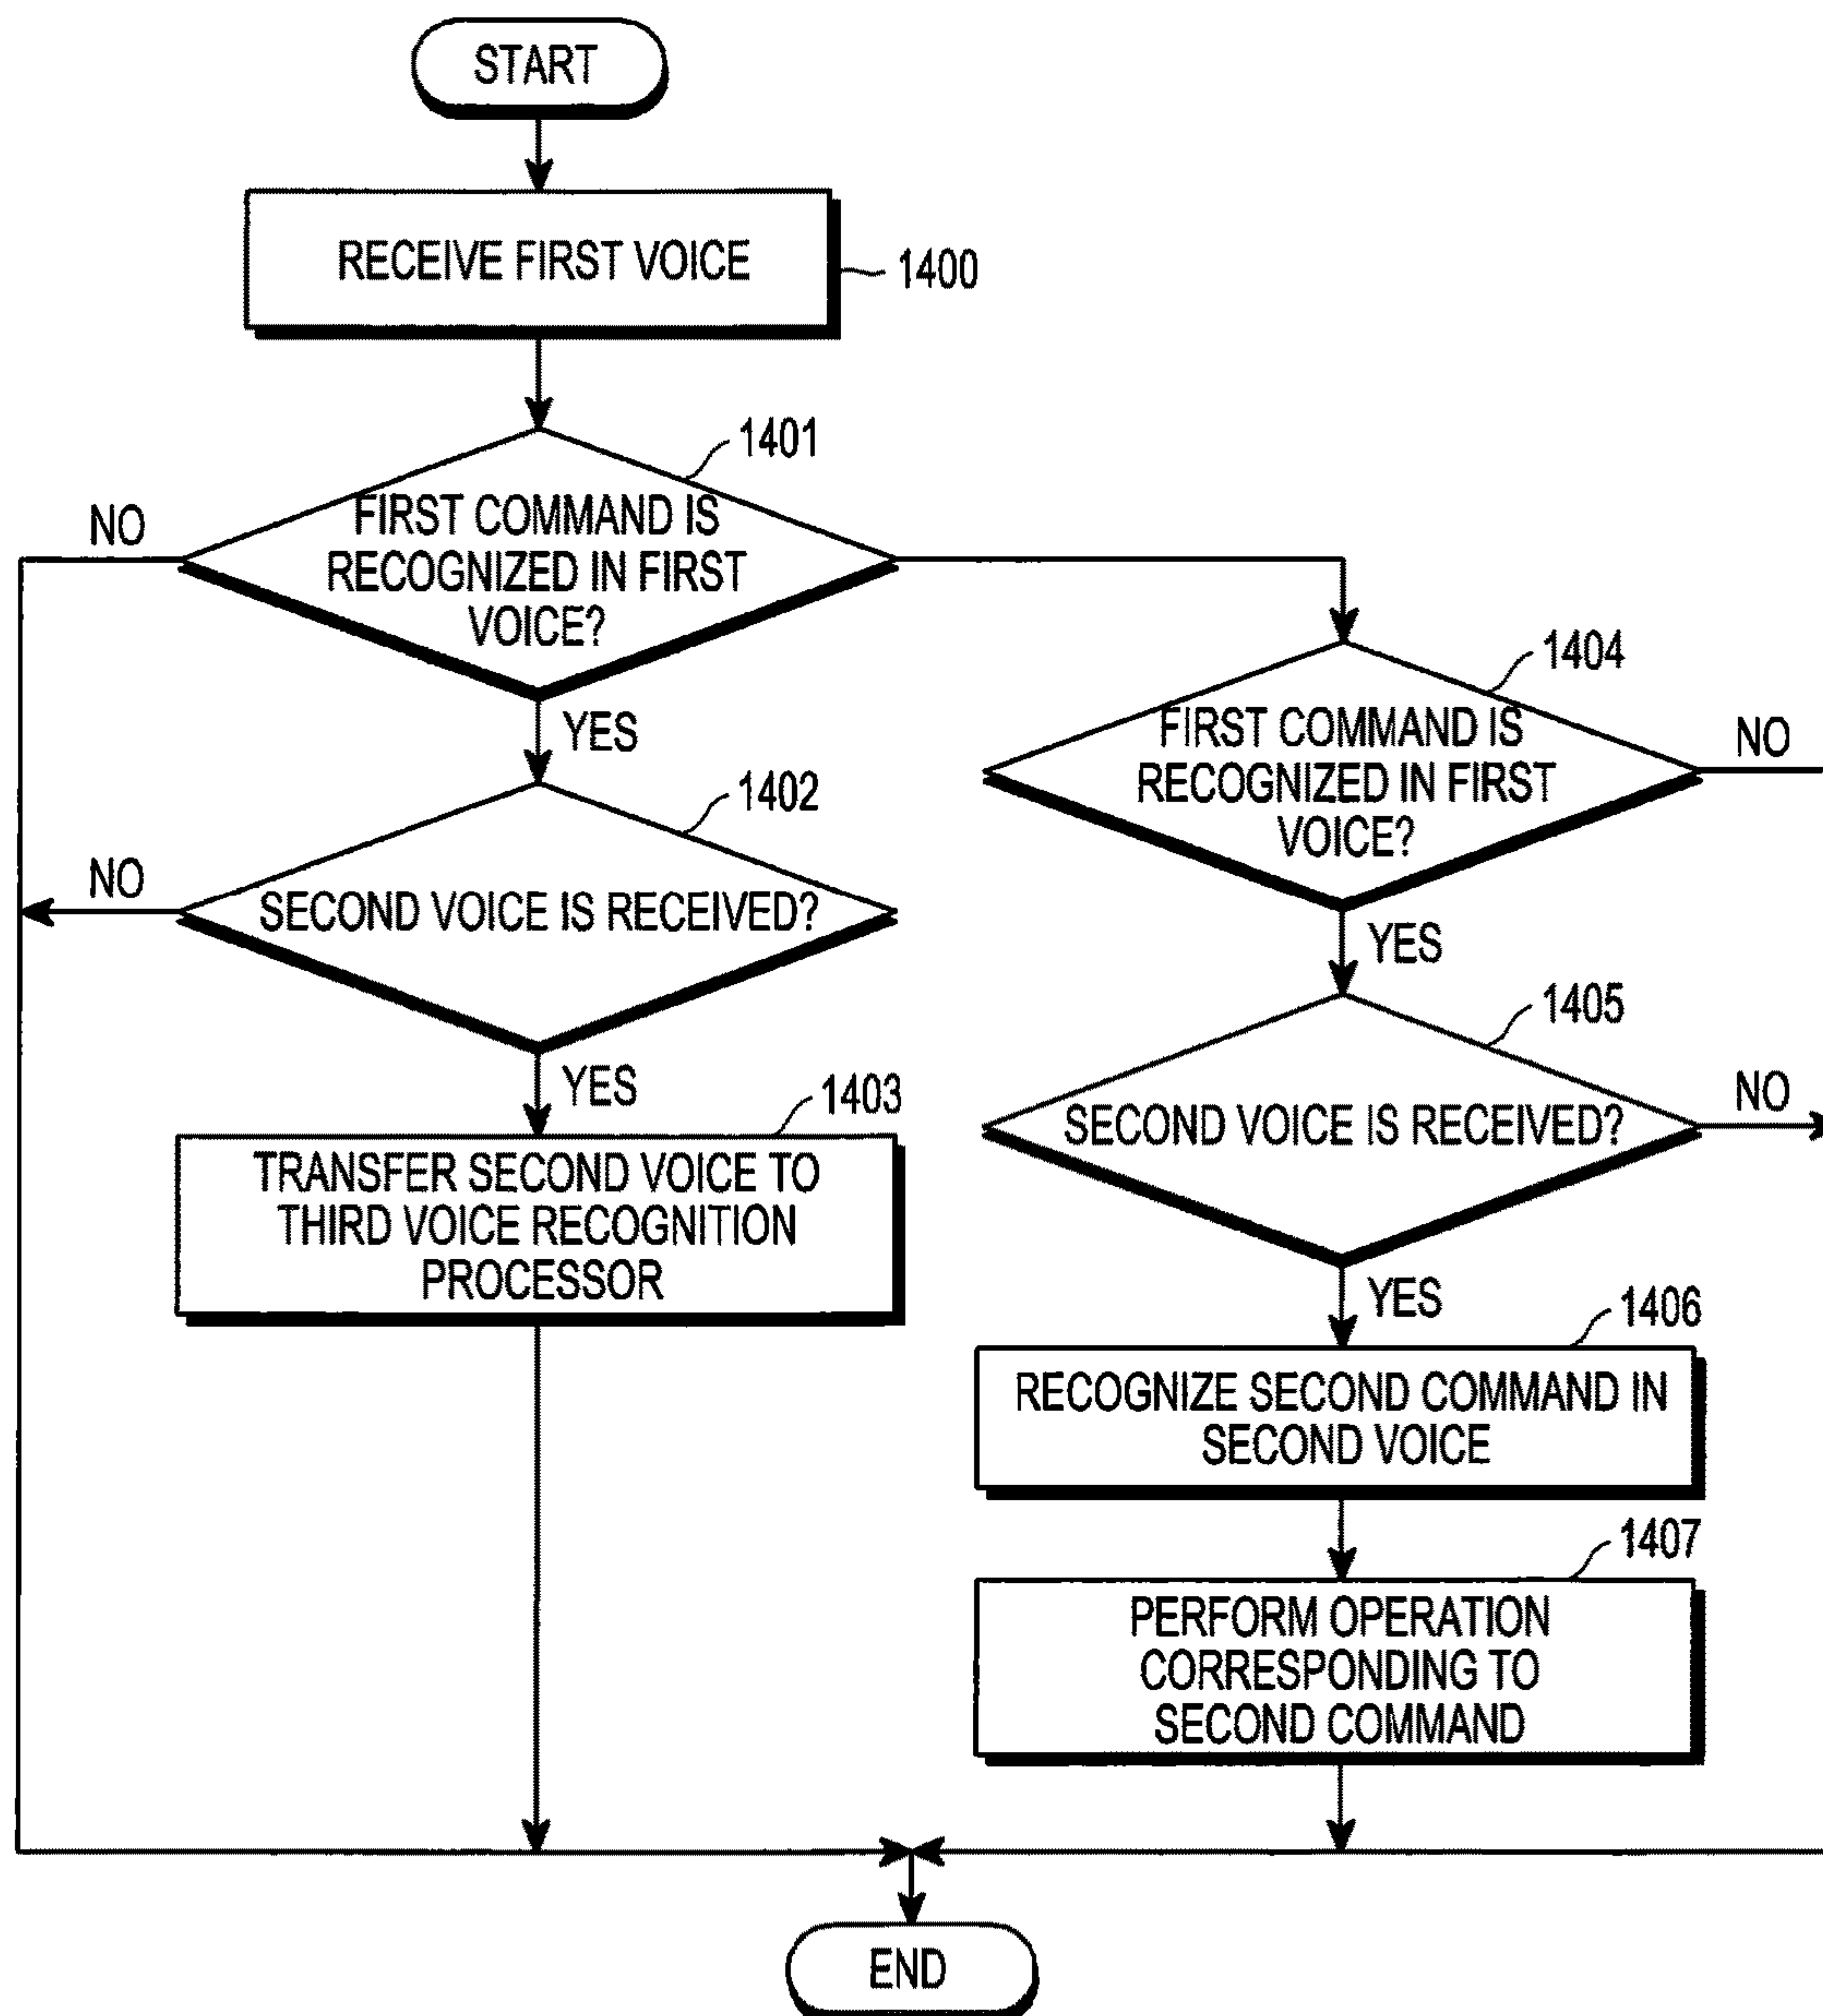 START
RECEIVE FIRST VOICE
1400
1401
NO
FIRST COMMAND IS
RECOGNIZED IN FIRST
VOICE?
YES
1402
NO
SECOND VOICE IS RECEIVED?
YES
1403
TRANSFER SECOND VOICE TO
THIRD VOICE RECOGNITION
PROCESSOR
1404
FIRST COMMAND IS
RECOGNIZED IN FIRST
VOICE?
NO
YES
1405
SECOND VOICE IS RECEIVED?
NO
YES
1406
RECOGNIZE SECOND COMMAND IN
SECOND VOICE
1407
PERFORM OPERATION
CORRESPONDING TO
SECOND COMMAND
END